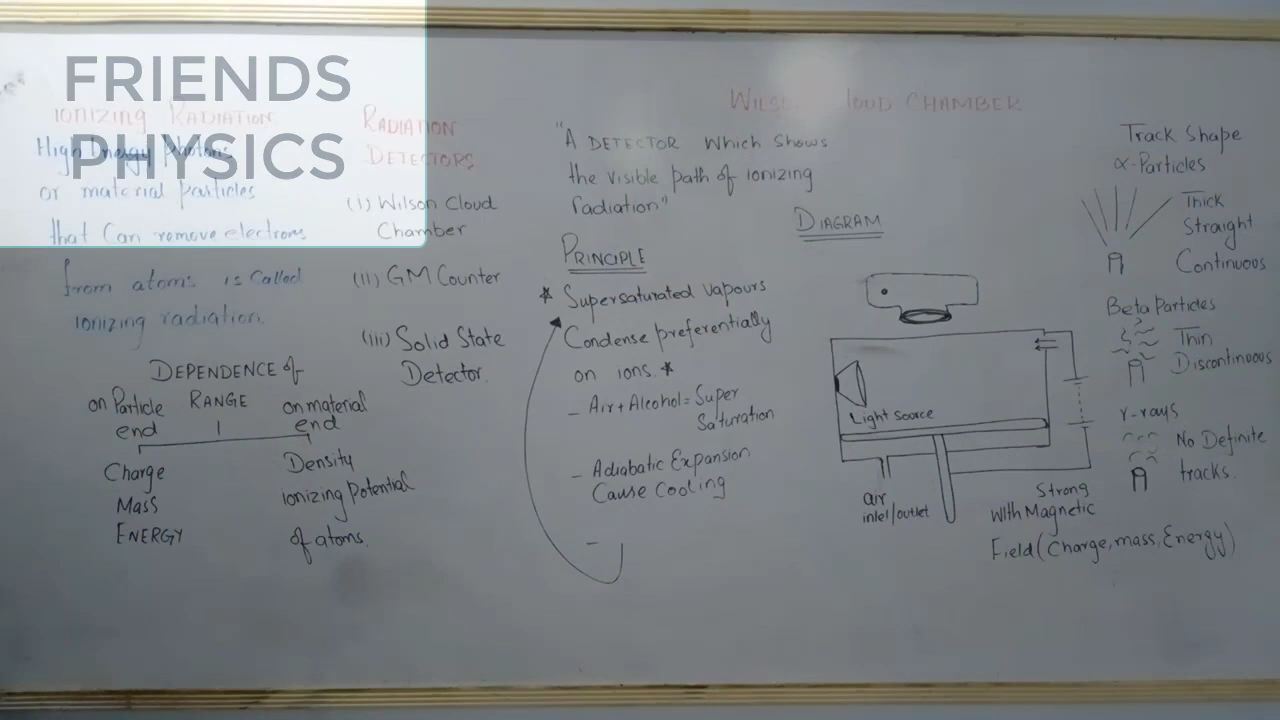 FRIENDS
PHYSICS
Ionizing RADIATION
High Energy Photons
or material particles
that Can remove electrons
from atoms is Called
ionizing radiation.
RADIATION
DETECTORS
(i) Wilson Cloud
Chamber
(ii) GM Counter
(iii) Solid State
Detector.
DEPENDENCE of
RANGE
on Particle
end
Charge
Mass
ENERGY
on material
end
Density
ionizing potential
of atoms.
WILSON CLOUD CHAMBER
"A DETECTOR Which shows
the visible path of ionizing
radiation"
PRINCIPLE
* Supersaturated vapours
Condense preferentially
on ions. *
- Air + Alcohol = Super
Saturation
- Adiabatic Expansion
Cause Cooling
-
DIAGRAM
Light Source
air
inlet/outlet
Strong
With Magnetic
Field (Charge, mass, Energy)
Track Shape
α-Particles
Thick
Straight
Continuous
Beta Particles
Thin
Discontinuous
γ-rays
No Definite
tracks.